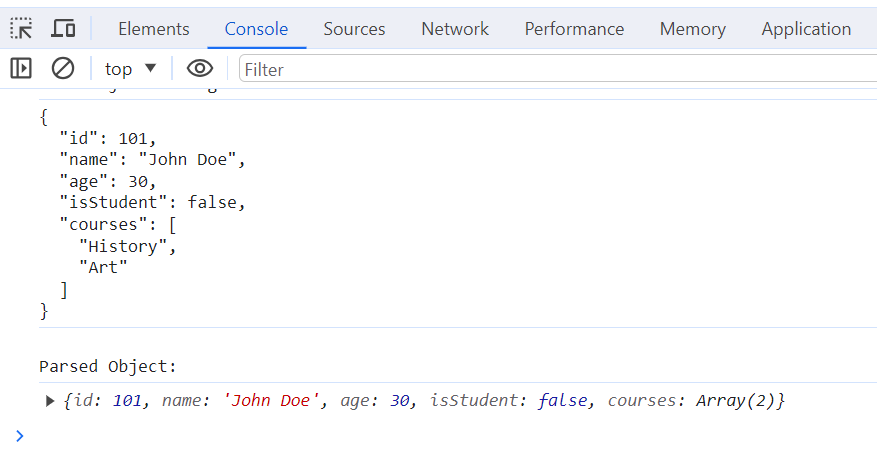 Elements Console Sources Network Performance Memory Application
top Filter
{
  "id": 101,
  "name": "John Doe",
  "age": 30,
  "isStudent": false,
  "courses": [
    "History",
    "Art"
  ]
}
Parsed Object:
{id: 101, name: 'John Doe', age: 30, isStudent: false, courses: Array(2)}